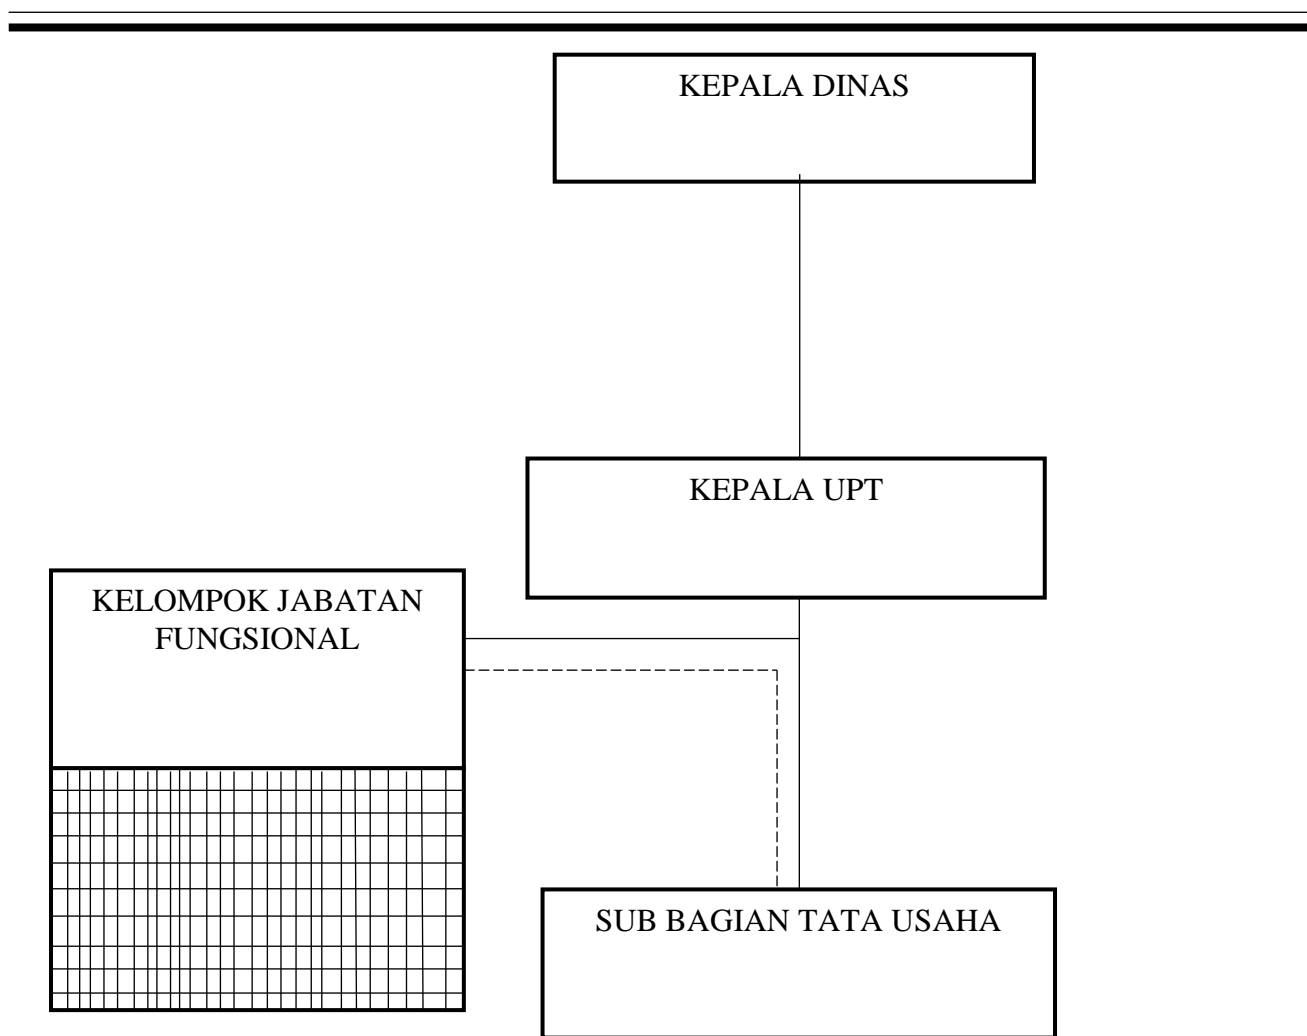 KEPALA DINAS
KEPALA UPT
KELOMPOK JABATAN
FUNGSIONAL
SUB BAGIAN TATA USAHA